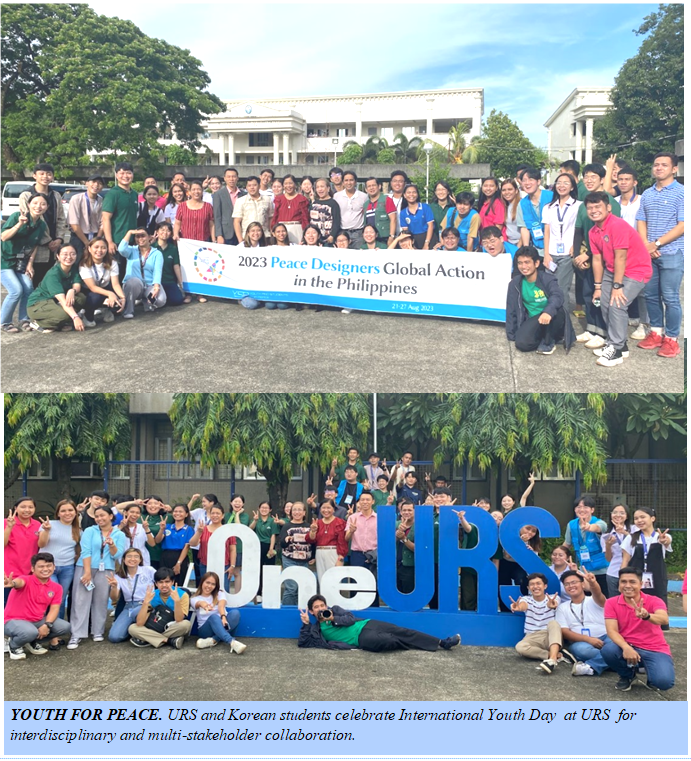 2023 Peace Designers Global Action
in the Philippines
21-27 Aug 2023
OneURS
YOUTH FOR PEACE. URS and Korean students celebrate International Youth Day at URS for
interdisciplinary and multi-stakeholder collaboration.